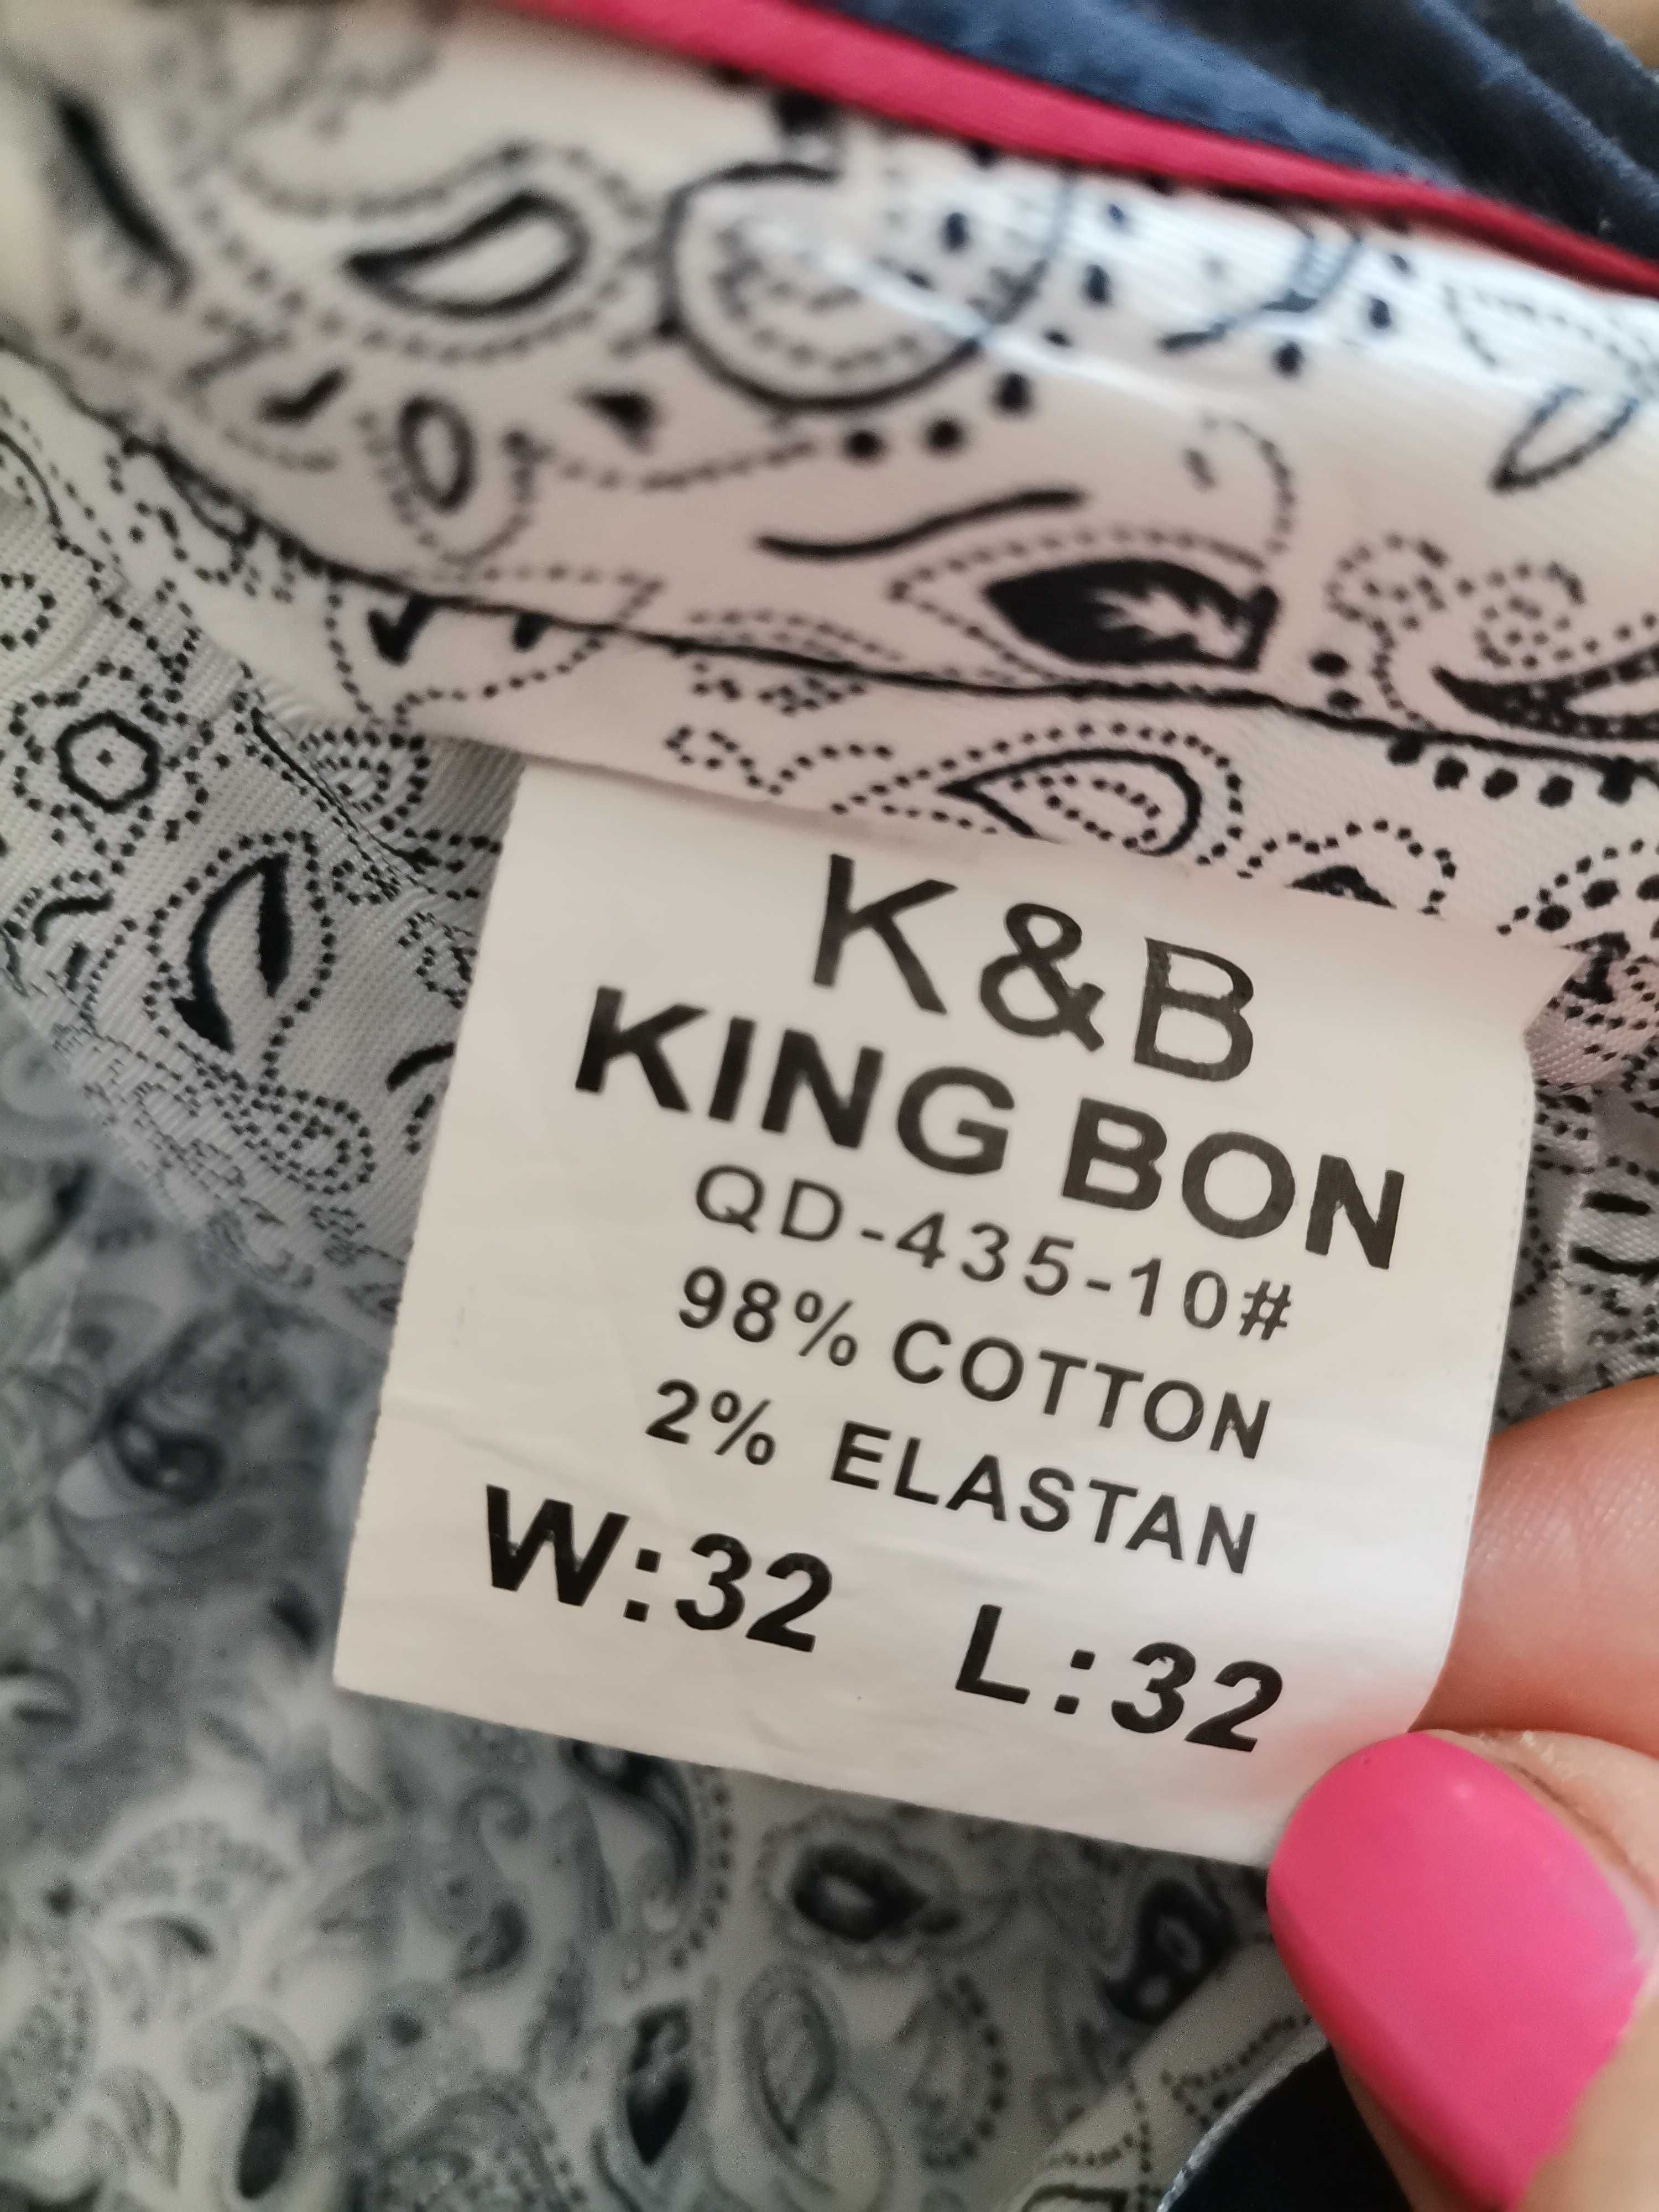 K&B
KING BON
QD-435-10#
98% COTTON
2% ELASTAN
W:32 L:32